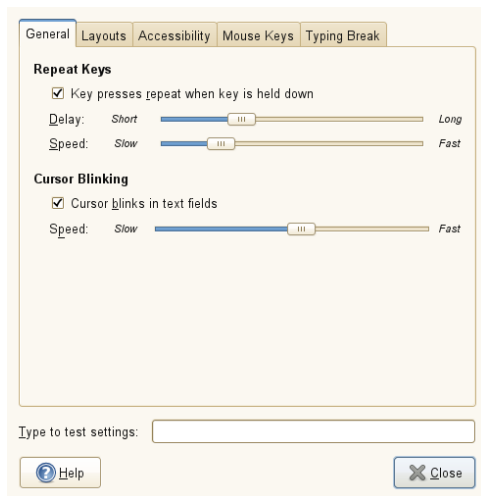 General Layouts Accessibility Mouse Keys Typing Break
Repeat Keys
Key presses repeat when key is held down
Delay: Short Long
Speed: Slow Fast
Cursor Blinking
Cursor blinks in text fields
Speed: Slow Fast
Type to test settings:
Help Close